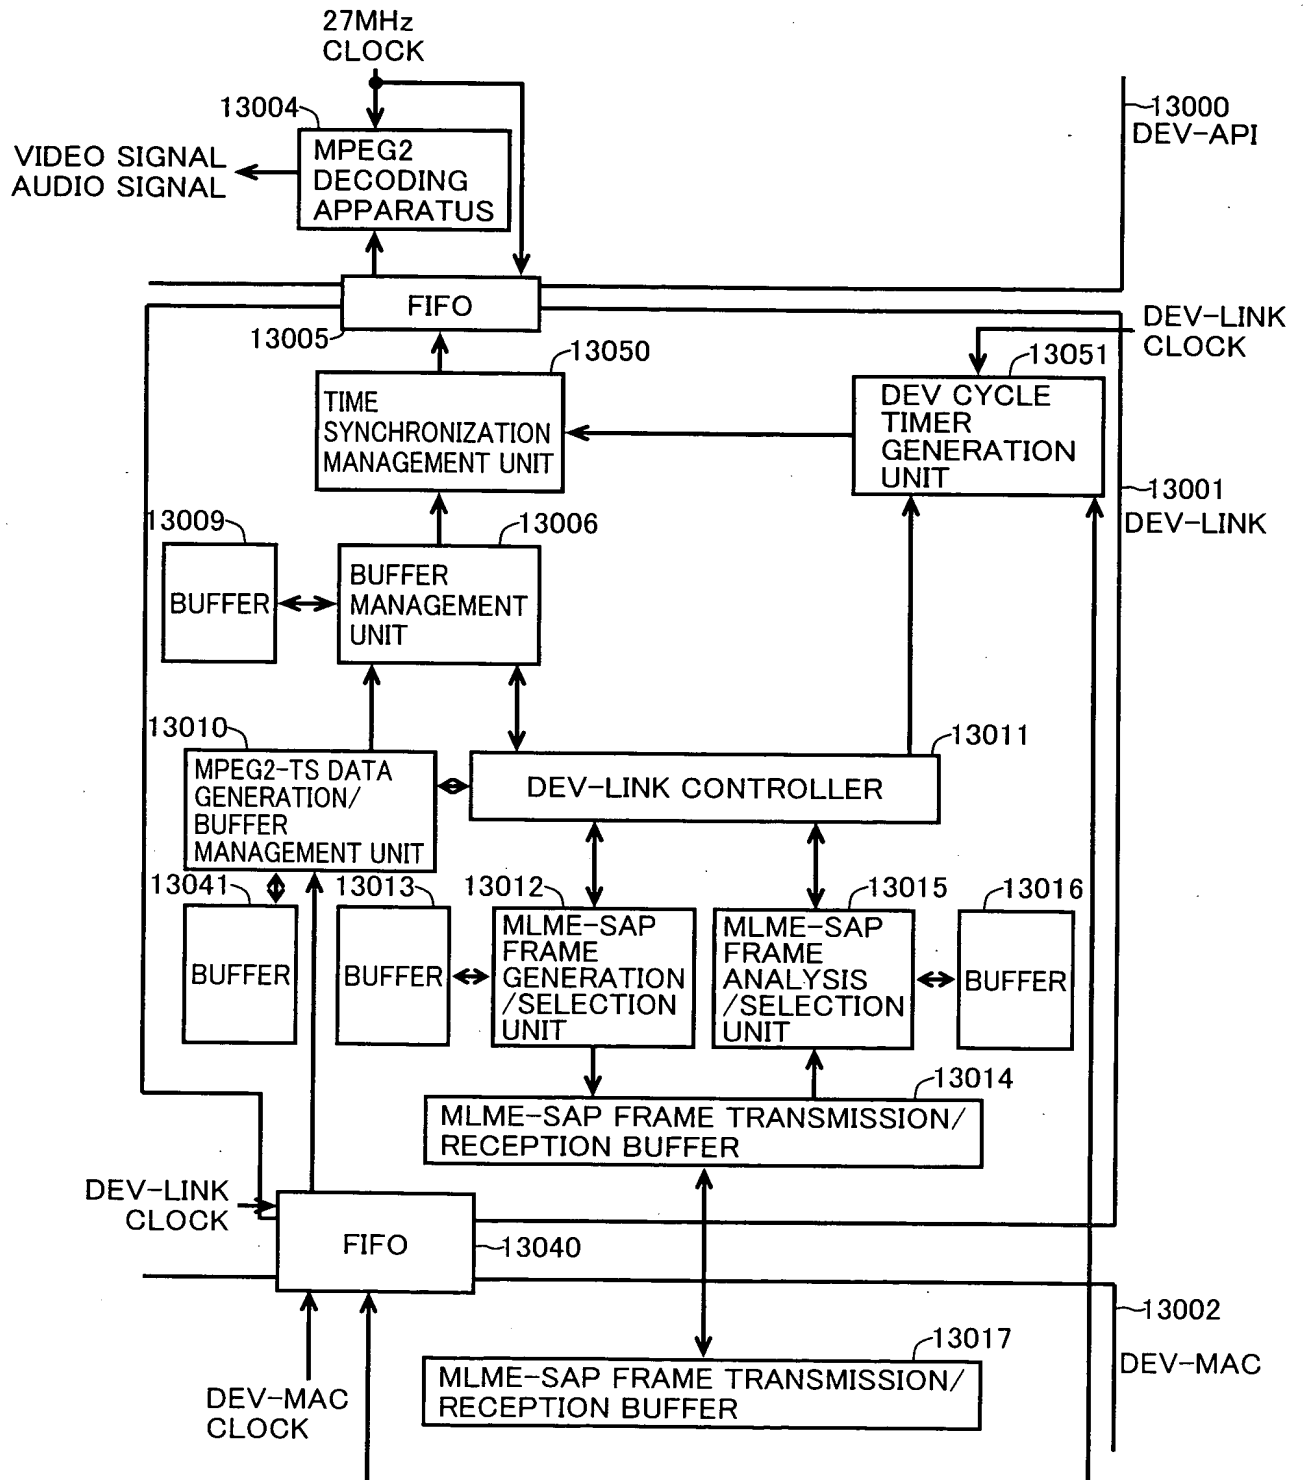 27MHz
CLOCK
13004
13000
DEV-API
MPEG2
DECODING
APPARATUS
VIDEO SIGNAL
AUDIO SIGNAL
FIFO
13005
DEV-LINK
CLOCK
13050
13051
TIME
SYNCHRONIZATION
MANAGEMENT UNIT
DEV CYCLE
TIMER
GENERATION
UNIT
13001
DEV-LINK
13009
13006
BUFFER
BUFFER
MANAGEMENT
UNIT
13010
13011
MPEG2-TS DATA
GENERATION/
BUFFER
MANAGEMENT UNIT
DEV-LINK CONTROLLER
13041
13013
13012
13015
13016
BUFFER
BUFFER
MLME-SAP
FRAME
GENERATION
/SELECTION
UNIT
MLME-SAP
FRAME
ANALYSIS
/SELECTION
UNIT
BUFFER
13014
MLME-SAP FRAME TRANSMISSION/
RECEPTION BUFFER
DEV-LINK
CLOCK
FIFO
13040
13002
DEV-MAC
13017
MLME-SAP FRAME TRANSMISSION/
RECEPTION BUFFER
DEV-MAC
CLOCK